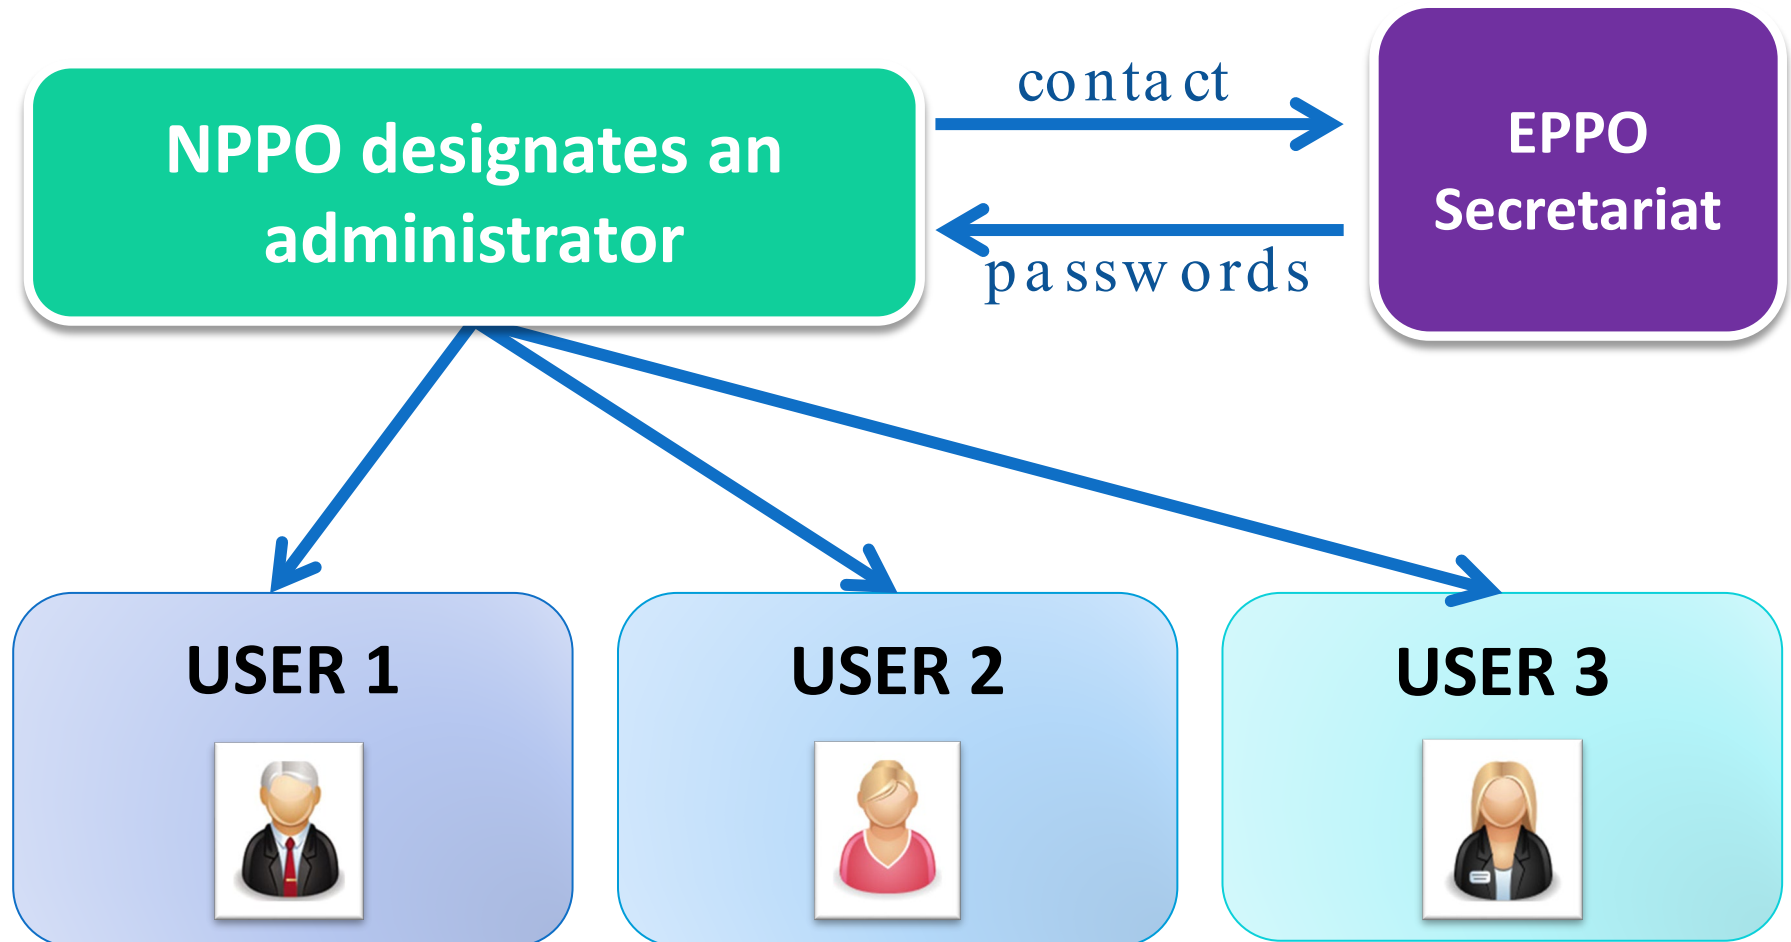 NPPO designates an
administrator
contact
passwords
EPPO
Secretariat
USER 1
USER 2
USER 3